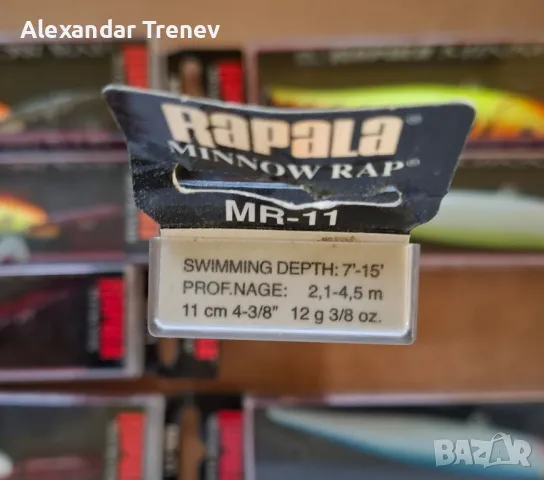 Alexandar Trenev
RAPALA®
MINNOW RAP®
MR-11
SWIMMING DEPTH: 7'-15'
PROF.NAGE: 2,1-4,5 m
11 cm 4-3/8" 12 g 3/8 oz.
BAZAR